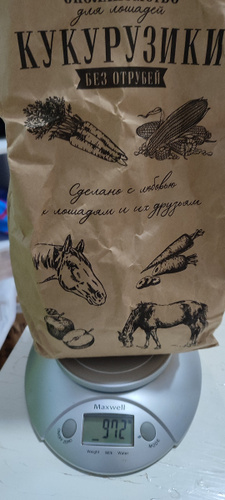 для лошадей
КУКУРУЗИКИ
БЕЗ ОТРУБЕЙ
Сделано с любовью
к лошадям и их друзьям
Maxwell
972